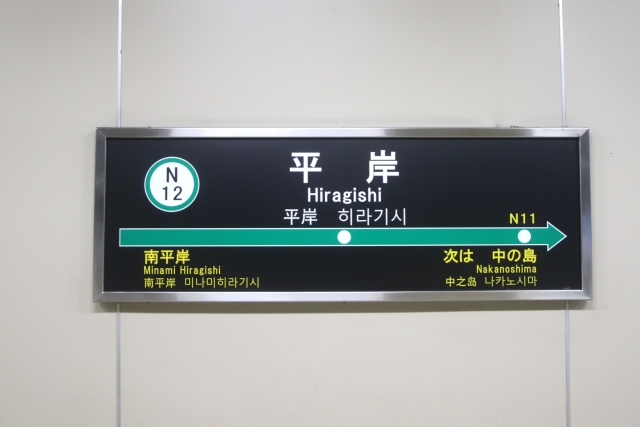 N
12
平 岸
Hiragishi
平岸 히라기시
N11
南平岸
Minami Hiragishi
南平岸 미나미히라기시
次は 中の島
Nakanoshima
中之岛 나카노시마